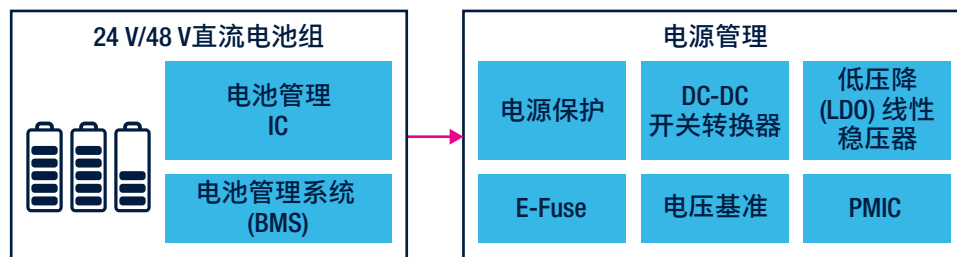 24 V/48 V直流电池组
电池管理
IC
电池管理系统
(BMS)
电源管理
电源保护
DC-DC
开关转换器
低压降
(LDO) 线性
稳压器
E-Fuse
电压基准
PMIC